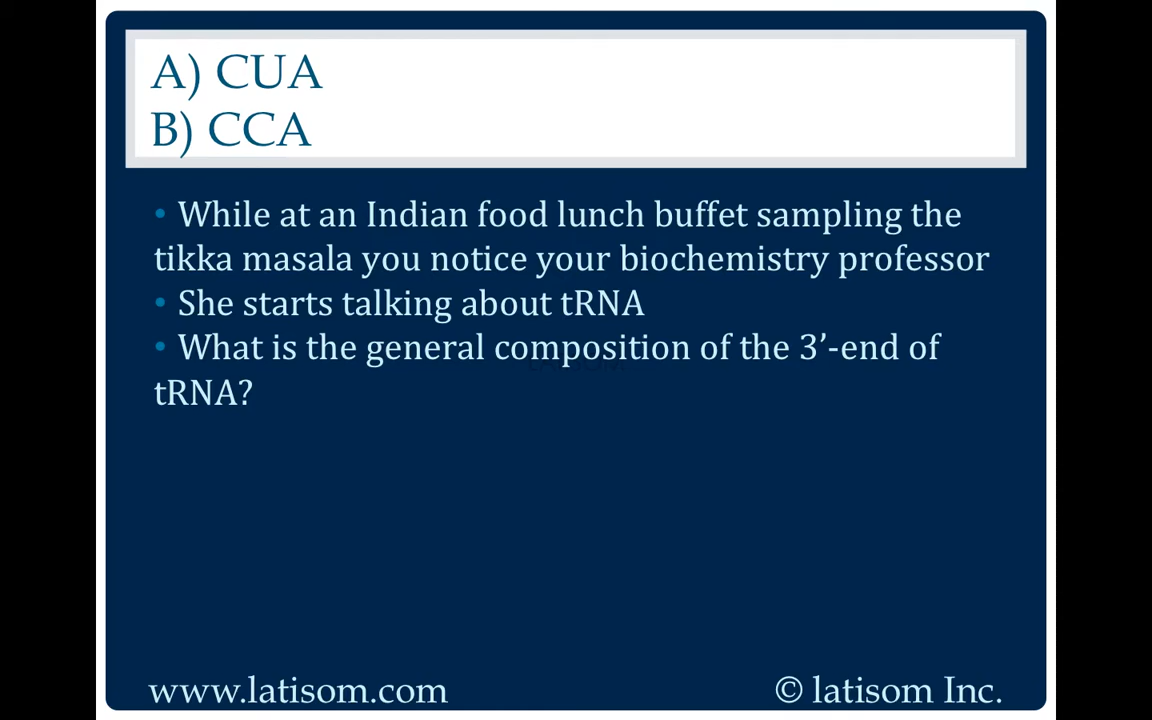 A) CUA
B) CCA
• While at an Indian food lunch buffet sampling the
tikka masala you notice your biochemistry professor
• She starts talking about tRNA
• What is the general composition of the 3’-end of
tRNA?
www.latisom.com
© latisom Inc.